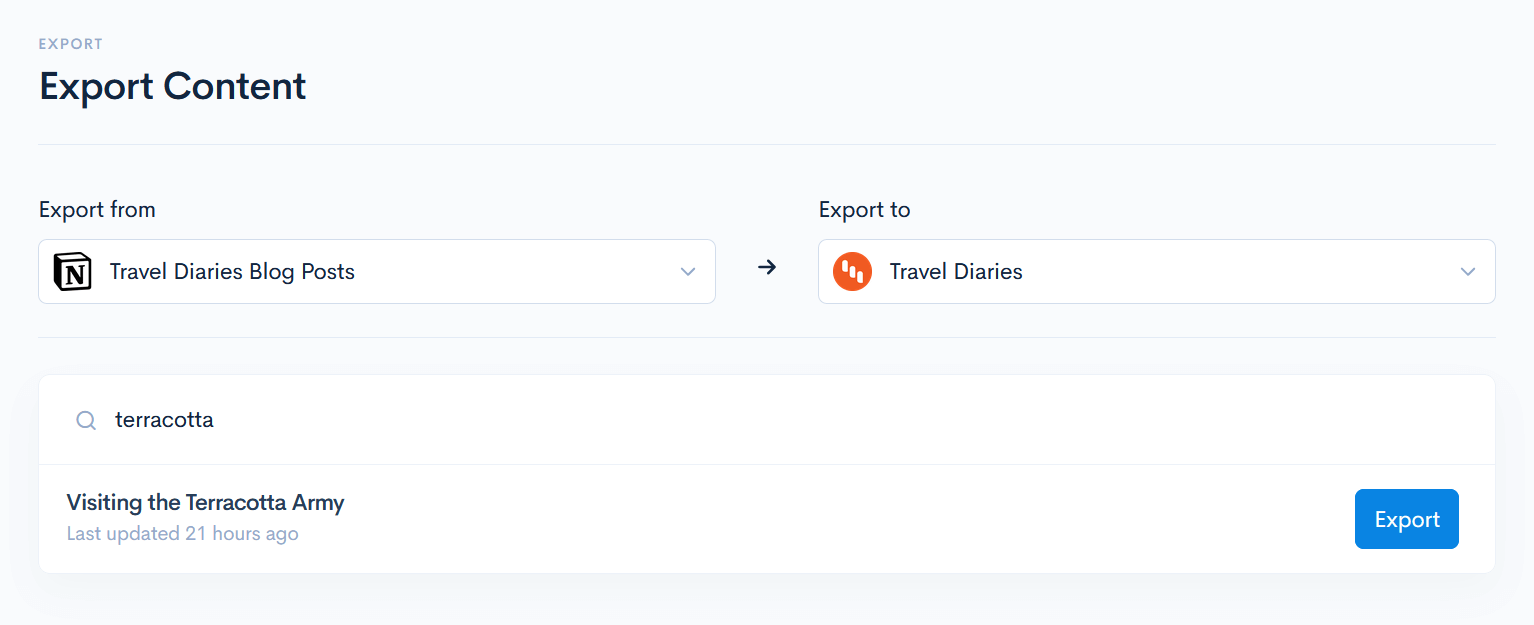 EXPORT
Export Content
Export from
Export to
N Travel Diaries Blog Posts
Travel Diaries
terracotta
Visiting the Terracotta Army
Last updated 21 hours ago
Export